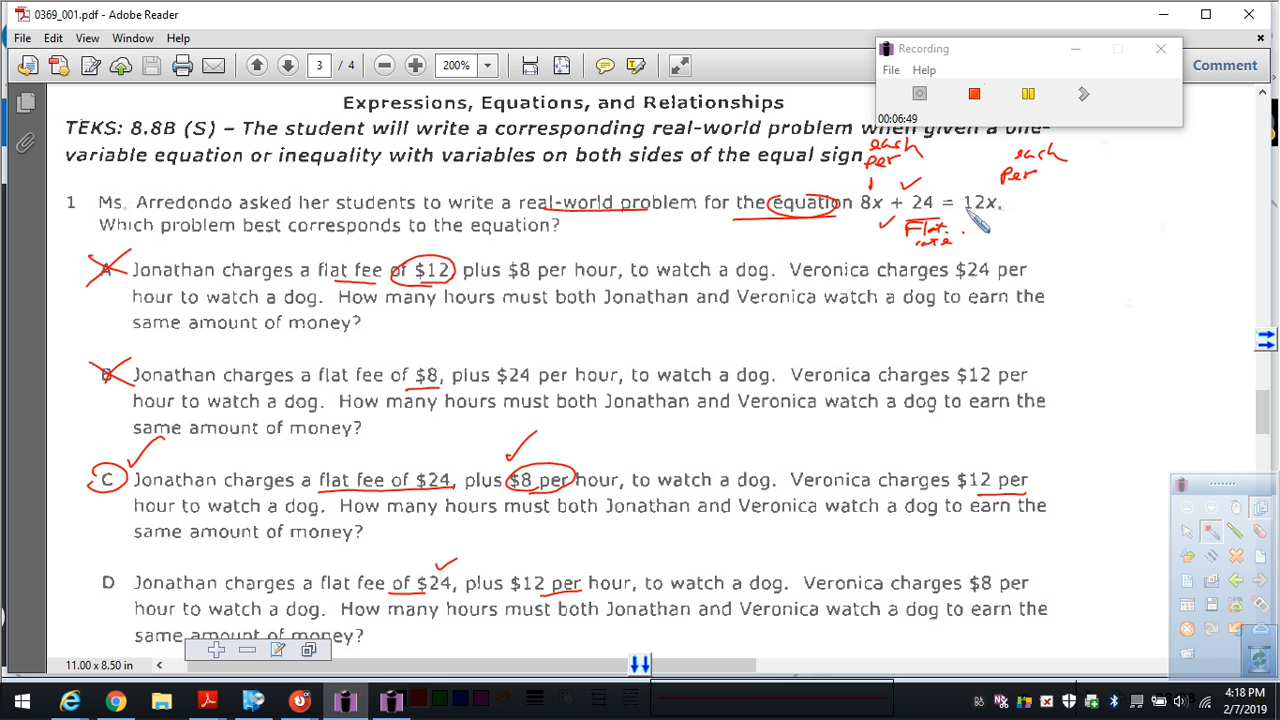 0369_001.pdf - Adobe Reader
File Edit View Window Help
3 / 4 200% Comment
Recording
File Help
00:06:49
Expressions, Equations, and Relationships
TEKS: 8.8B (S) – The student will write a corresponding real-world problem when given a one-
variable equation or inequality with variables on both sides of the equal sign
each
per
each
per
1 Ms. Arredondo asked her students to write a real-world problem for the equation 8x + 24 = 12x.
Which problem best corresponds to the equation?
Flat
rate
A Jonathan charges a flat fee of $12 plus $8 per hour, to watch a dog. Veronica charges $24 per
hour to watch a dog. How many hours must both Jonathan and Veronica watch a dog to earn the
same amount of money?
B Jonathan charges a flat fee of $8, plus $24 per hour, to watch a dog. Veronica charges $12 per
hour to watch a dog. How many hours must both Jonathan and Veronica watch a dog to earn the
same amount of money?
C Jonathan charges a flat fee of $24, plus $8 per hour, to watch a dog. Veronica charges $12 per
hour to watch a dog. How many hours must both Jonathan and Veronica watch a dog to earn the
same amount of money?
D Jonathan charges a flat fee of $24, plus $12 per hour, to watch a dog. Veronica charges $8 per
hour to watch a dog. How many hours must both Jonathan and Veronica watch a dog to earn the
same amount of money?
11.00 x 8.50 in
4:18 PM
2/7/2019